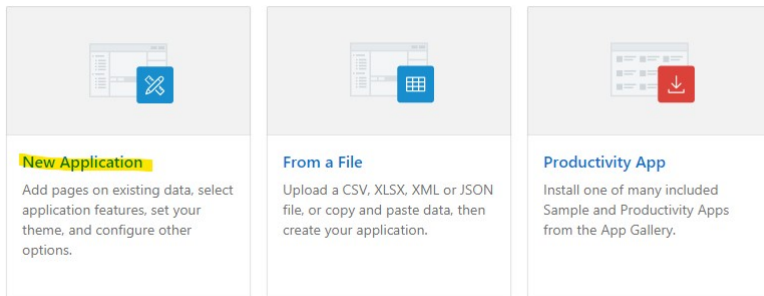 New Application
Add pages on existing data, select
application features, set your
theme, and configure other
options.
From a File
Upload a CSV, XLSX, XML or JSON
file, or copy and paste data, then
create your application.
Productivity App
Install one of many included
Sample and Productivity Apps
from the App Gallery.